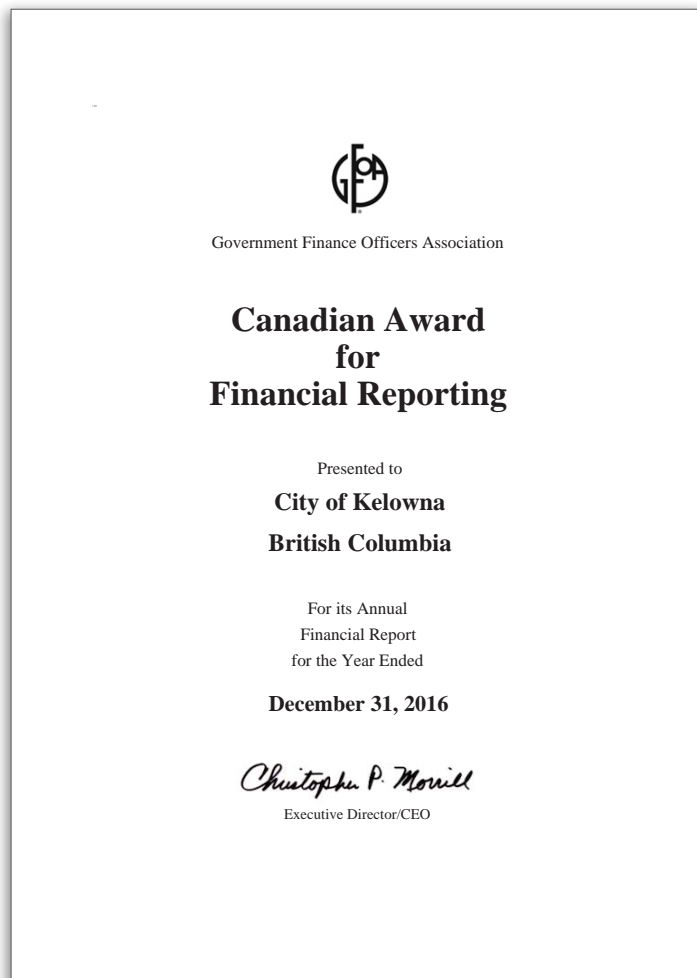 GFOA
Government Finance Officers Association
Canadian Award
for
Financial Reporting
Presented to
City of Kelowna
British Columbia
For its Annual
Financial Report
for the Year Ended
December 31, 2016
Christopher P. Morrill
Executive Director/CEO